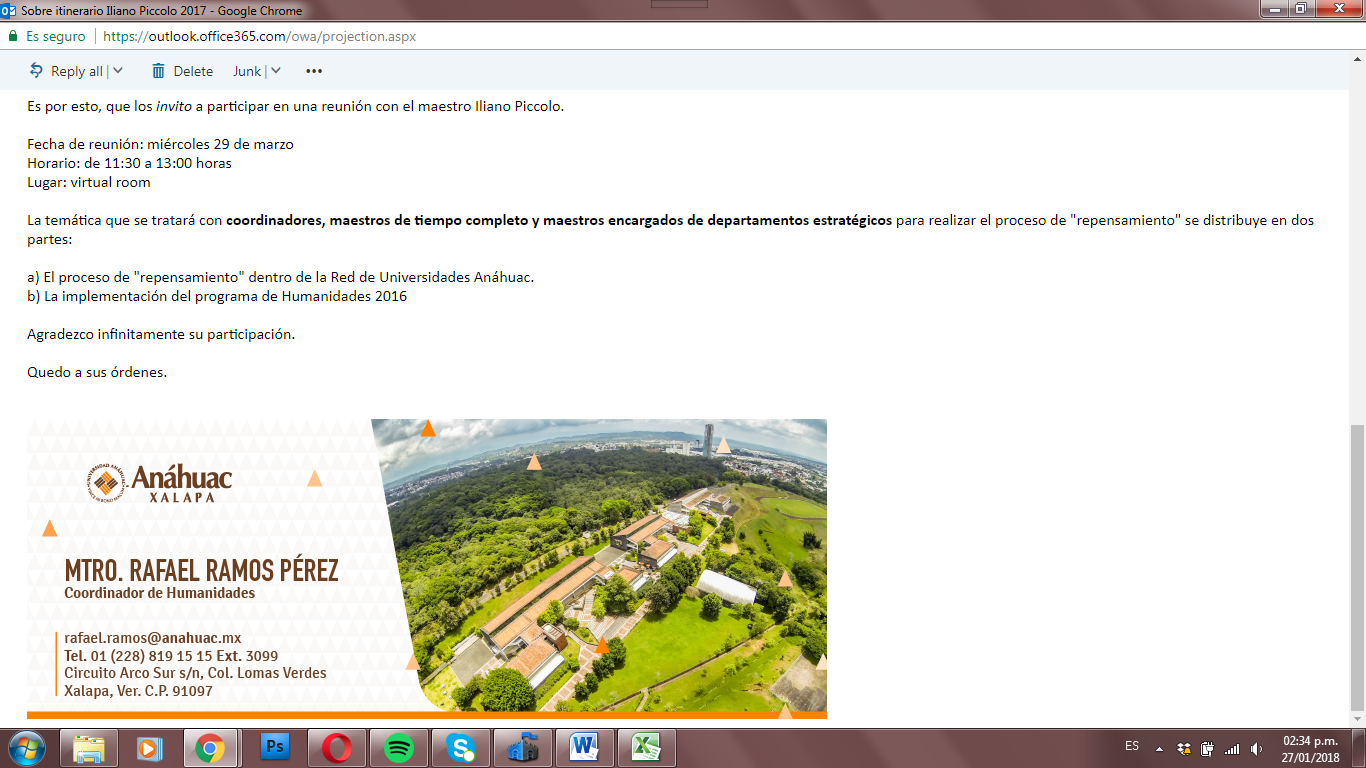 Sobre itinerario Iliano Piccolo 2017 - Google Chrome
Es seguro | https://outlook.office365.com/owa/projection.aspx
Reply all | Delete Junk | •••
Es por esto, que los invito a participar en una reunión con el maestro Iliano Piccolo.
Fecha de reunión: miércoles 29 de marzo
Horario: de 11:30 a 13:00 horas
Lugar: virtual room
La temática que se tratará con coordinadores, maestros de tiempo completo y maestros encargados de departamentos estratégicos para realizar el proceso de "repensamiento" se distribuye en dos
partes:
a) El proceso de "repensamiento" dentro de la Red de Universidades Anáhuac.
b) La implementación del programa de Humanidades 2016
Agradezco infinitamente su participación.
Quedo a sus órdenes.
Anáhuac
XALAPA
MTRO. RAFAEL RAMOS PÉREZ
Coordinador de Humanidades
rafael.ramos@anahuac.mx
Tel. 01 (228) 819 15 15 Ext. 3099
Circuito Arco Sur s/n, Col. Lomas Verdes
Xalapa, Ver. C.P. 91097
Ps
ES
02:34 p.m.
27/01/2018